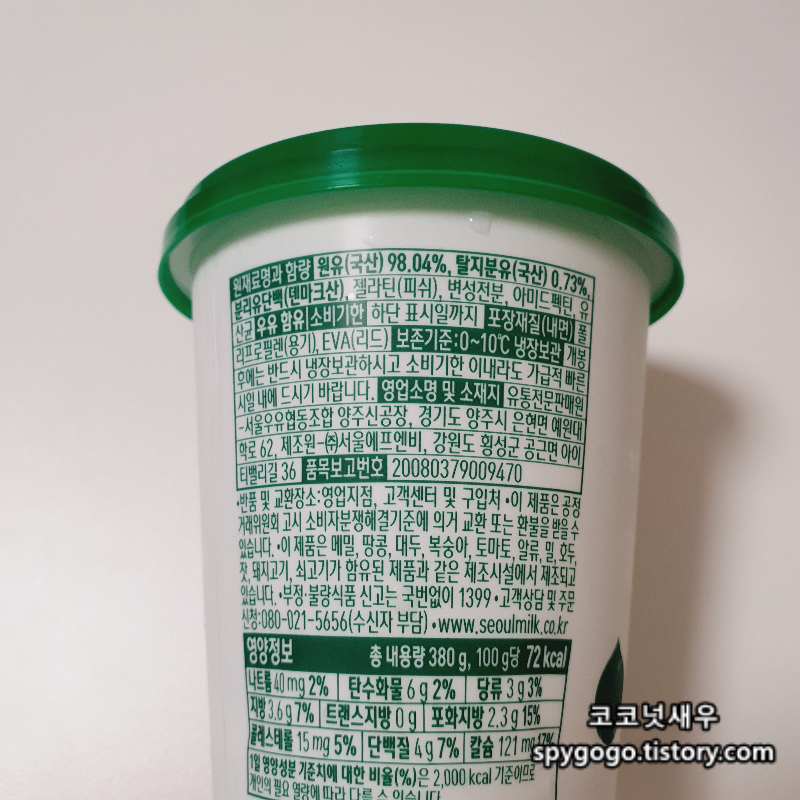 원재료명과 함량 원유(국산) 98.04%, 탈지분유(국산) 0.73%,
분리유단백(덴마크산), 젤라틴(피쉬), 변성전분, 아미드펙틴, 유
산균 우유 함유 소비기한 하단 표시일까지 포장재질(내면) 폴
리프로필렌(용기), EVA(리드) 보존기준:0~10℃ 냉장보관 개봉
후에는 반드시 냉장보관하시고 소비기한 이내라도 가급적 빠른
시일 내에 드시기 바랍니다. 영업소명 및 소재지 유통전문판매원
-서울우유협동조합 양주시공장, 경기도 양주시 은현면 예원대
학로 62, 제조원-㈜서울에프엔비, 강원도 횡성군 공근면 아이
티밸리길 36 품목보고번호 20080379009470
•반품 및 교환장소:영업지점, 고객센터 및 구입처 •이 제품은 공정
거래위원회 고시 소비자분쟁해결기준에 의거 교환 또는 환불을 받을 수
있습니다. •이 제품은 메밀, 땅콩, 대두, 복숭아, 토마토, 알류, 밀, 호두,
잣, 돼지고기, 쇠고기가 함유된 제품과 같은 제조시설에서 제조되고
있습니다. •부정·불량식품 신고는 국번없이 1399 •고객상담 및 주문
신청:080-021-5656(수신자 부담) •www.seoulmilk.co.kr
영양정보 총 내용량 380 g, 100 g당 72 kcal
나트륨 40 mg 2% 탄수화물 6 g 2% 당류 3 g 3%
지방 3.6 g 7% 트랜스지방 0 g 포화지방 2.3 g 15%
콜레스테롤 15 mg 5% 단백질 4 g 7% 칼슘 121 mg 17%
1일 영양성분 기준치에 대한 비율(%)은 2,000 kcal 기준이므로
개인의 필요 열량에 따라 다를 수 있습니다.
코코넛새우
spygogo.tistory.com